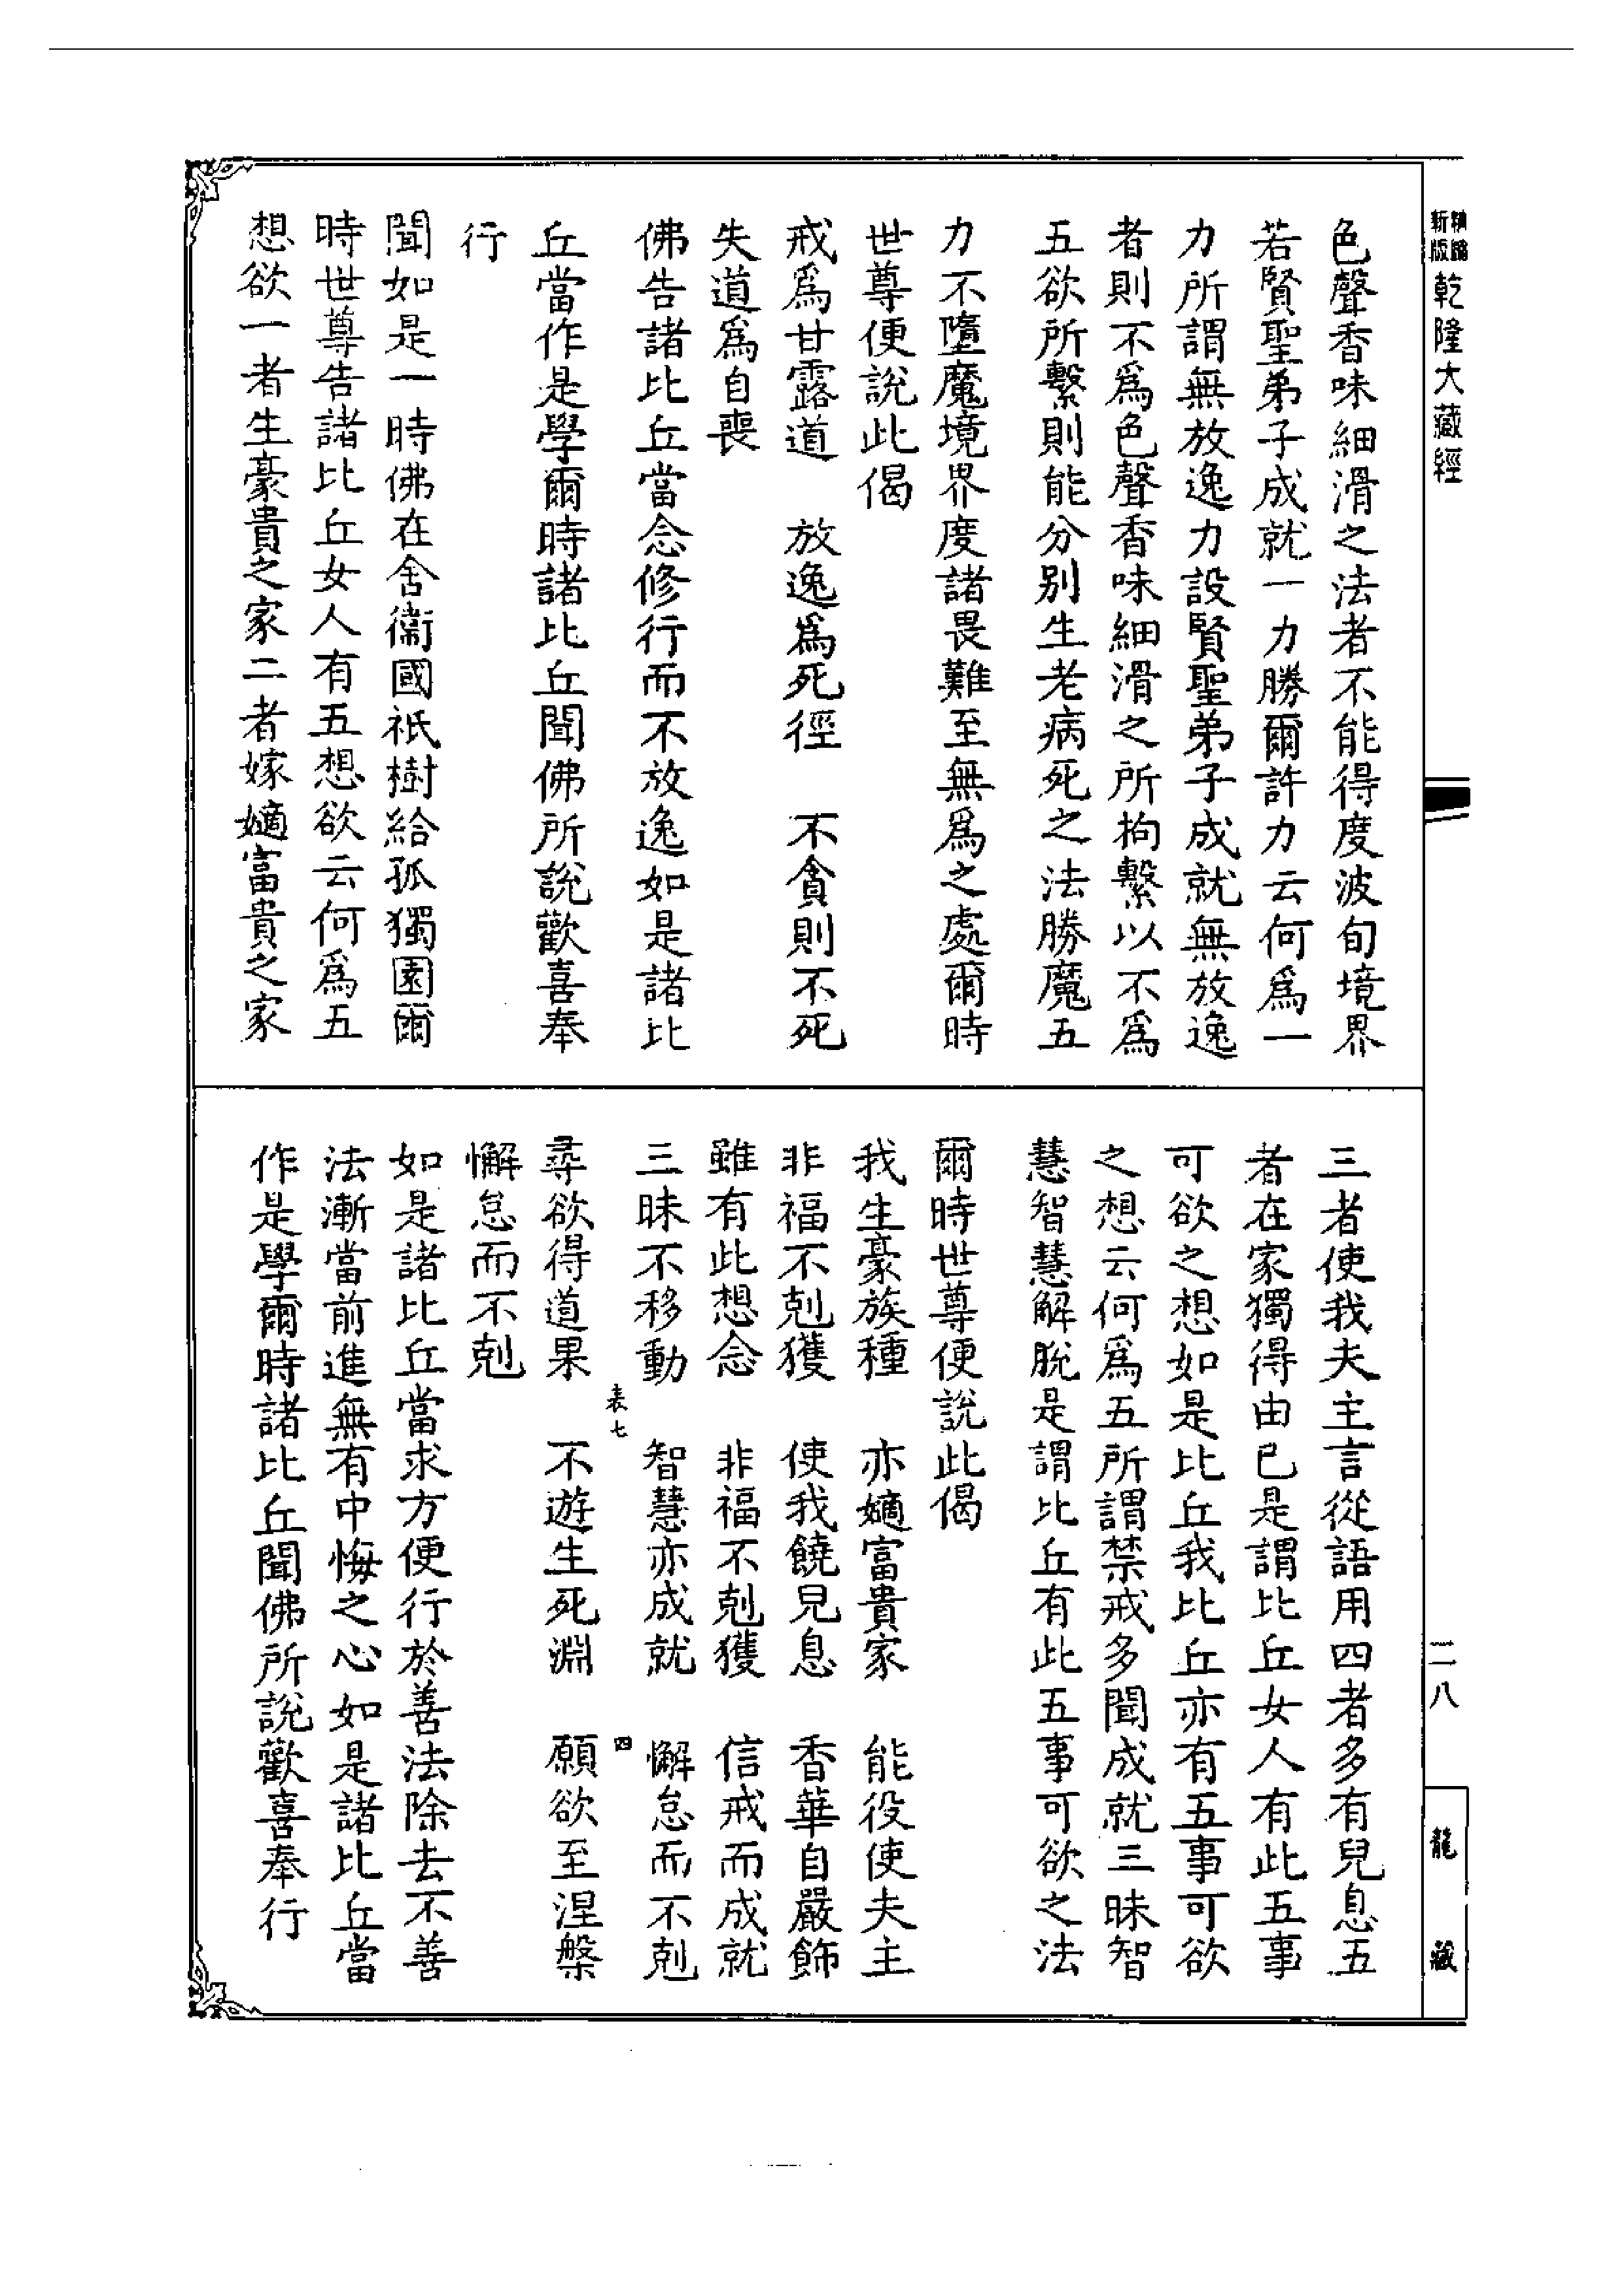 新版
精縮
乾隆大藏經
色聲香味細滑之法者不能得度波旬境界
若賢聖弟子成就一力勝爾許力云何爲一
力所謂無放逸力設賢聖弟子成就無放逸
者則不爲色聲香味細滑之所拘繫以不爲
五欲所繫則能分别生老病死之法勝魔五
力不墮魔境界度諸畏難至無爲之處爾時
世尊便說此偈
戒爲甘露道　放逸爲死徑　不貪則不死
失道爲自喪
佛告諸比丘當念修行而不放逸如是諸比
丘當作是學爾時諸比丘聞佛所說歡喜奉
行
聞如是一時佛在舍衞國祇樹給孤獨園爾
時世尊告諸比丘女人有五想欲云何爲五
想欲一者生豪貴之家二者嫁嫡富貴之家
三者使我夫主言從語用四者多有兒息五
者在家獨得由已是謂比丘女人有此五事
可欲之想如是比丘我比丘亦有五事可欲
之想云何爲五所謂禁戒多聞成就三昧智
慧智慧解脫是謂比丘有此五事可欲之法
爾時世尊便說此偈
我生豪族種　亦嫡富貴家　能役使夫主
非福不剋獲　使我饒兒息　香華自嚴飾
雖有此想念　非福不剋獲　信戒而成就
三昧不移動　智慧亦成就　懈怠而不剋
尋欲得道果　不遊生死淵　願欲至涅槃
懈怠而不剋
如是諸比丘當求方便行於善法除去不善
法漸當前進無有中悔之心如是諸比丘當
作是學爾時諸比丘聞佛所說歡喜奉行
表七
四
二八
龍藏